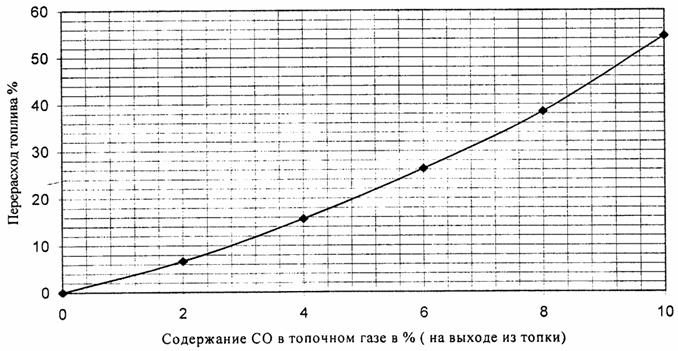 60
50
40
30
20
10
0
Перерасход топлива %
0 2 4 6 8 10
Содержание СО в топочном газе в % ( на выходе из топки)